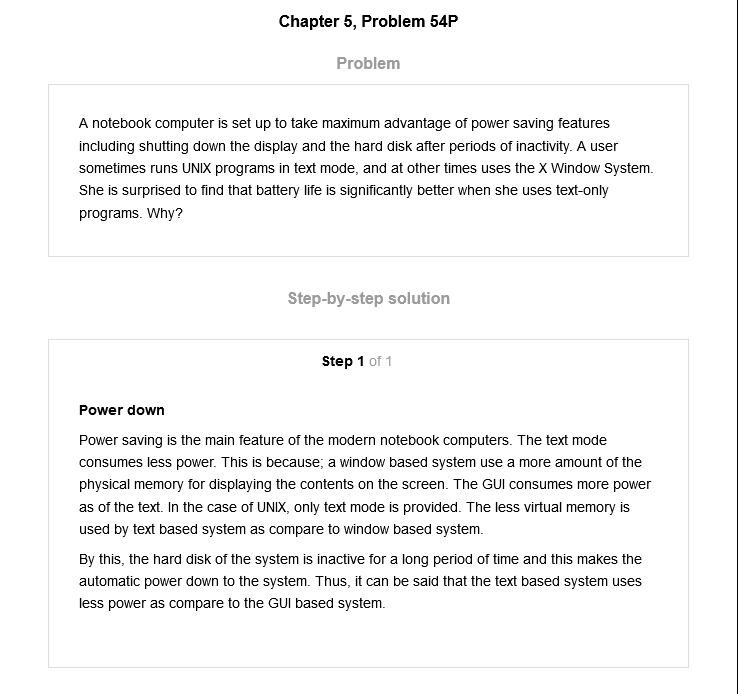 Chapter 5, Problem 54P
Problem
A notebook computer is set up to take maximum advantage of power saving features
including shutting down the display and the hard disk after periods of inactivity. A user
sometimes runs UNIX programs in text mode, and at other times uses the X Window System.
She is surprised to find that battery life is significantly better when she uses text-only
programs. Why?
Step-by-step solution
Step 1 of 1
Power down
Power saving is the main feature of the modern notebook computers. The text mode
consumes less power. This is because; a window based system use a more amount of the
physical memory for displaying the contents on the screen. The GUI consumes more power
as of the text. In the case of UNIX, only text mode is provided. The less virtual memory is
used by text based system as compare to window based system.
By this, the hard disk of the system is inactive for a long period of time and this makes the
automatic power down to the system. Thus, it can be said that the text based system uses
less power as compare to the GUI based system.